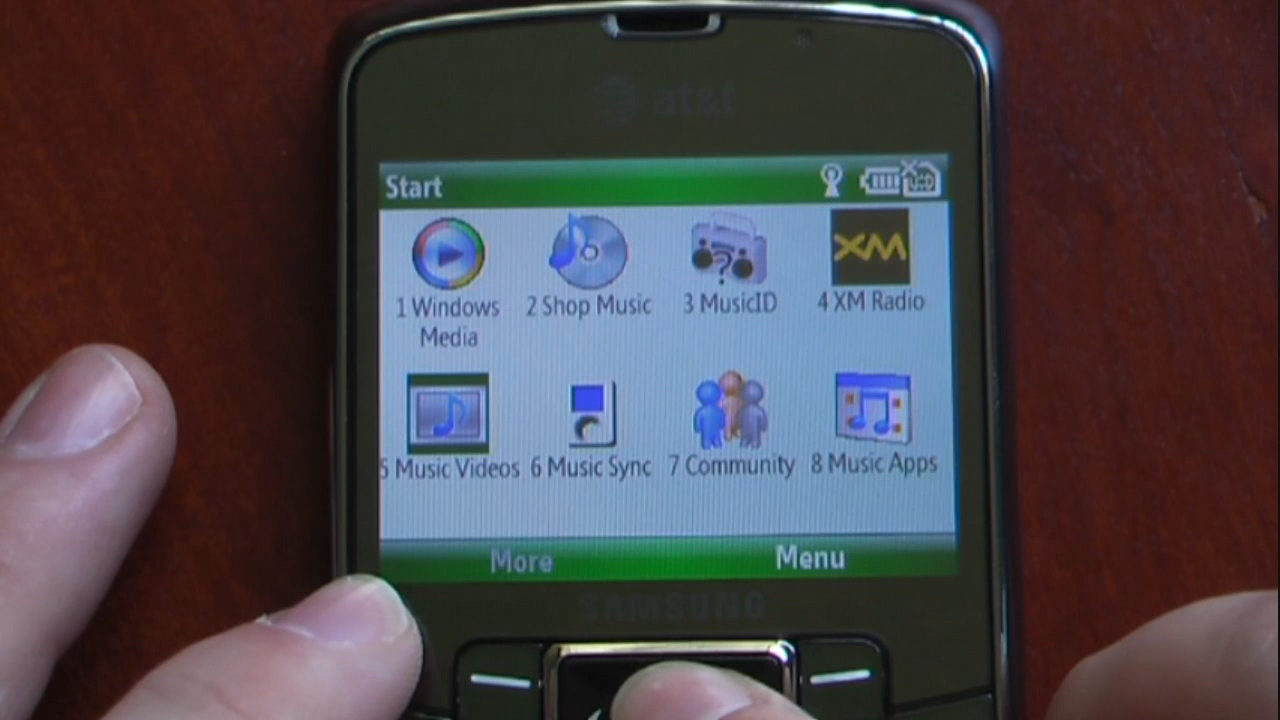 at&t
Start
XM
1 Windows Media
2 Shop Music
3 MusicID
4 XM Radio
5 Music Videos
6 Music Sync
7 Community
8 Music Apps
More
Menu
SAMSUNG